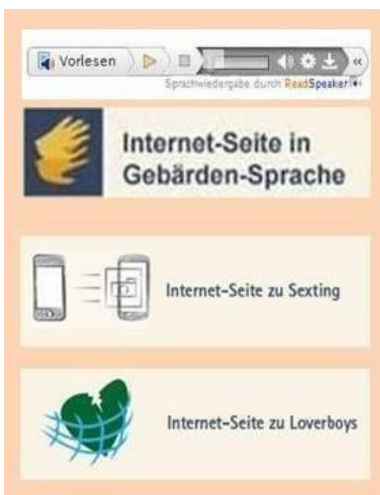 Vorlesen
Sprachwiedergabe durch ReadSpeaker
Internet-Seite in
Gebärden-Sprache
Internet-Seite zu Sexting
Internet-Seite zu Loverboys